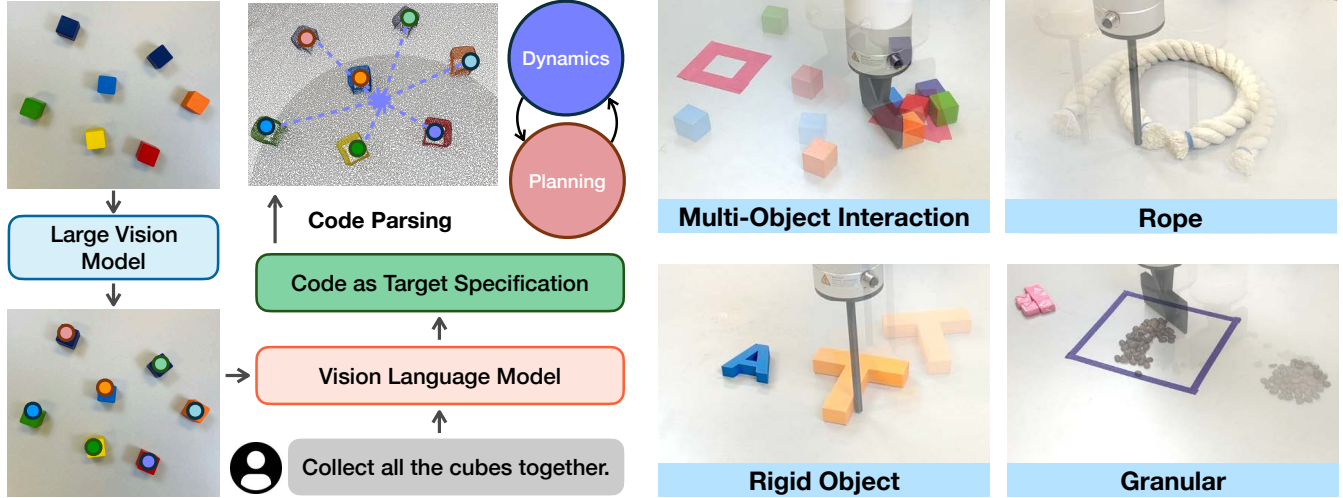 Large Vision
Model
Collect all the cubes together.
Vision Language Model
Code as Target Specification
Code Parsing
Dynamics
Planning
Multi-Object Interaction
Rope
Rigid Object
Granular